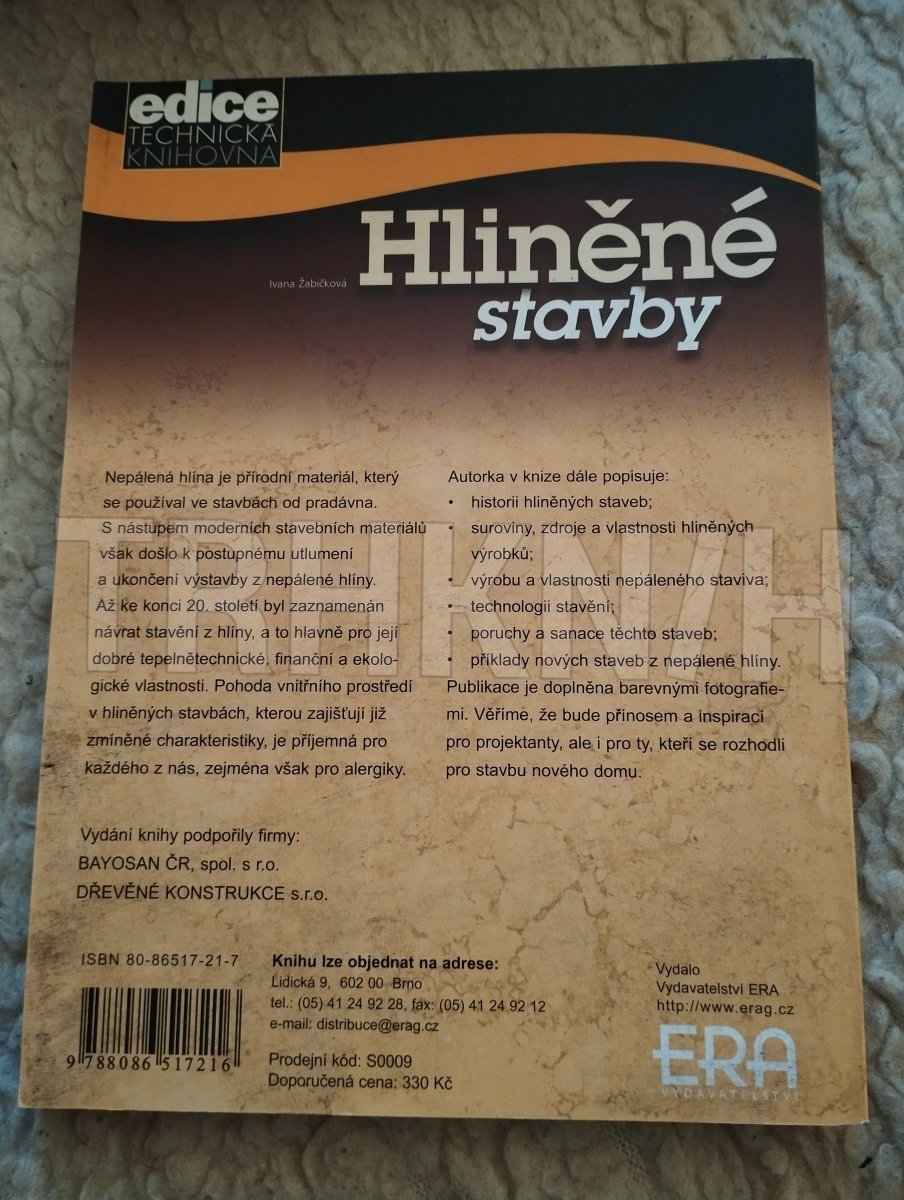 edice
TECHNICKÁ
KNIHOVNA
Hliněné
Ivana Žabičková
stavby
Nepálená hlína je přírodní materiál, který
se používal ve stavbách od pradávna.
S nástupem moderních stavebních materiálů
však došlo k postupnému utlumení
a ukončení výstavby z nepálené hlíny.
Až ke konci 20. století byl zaznamenán
návrat stavění z hlíny, a to hlavně pro její
dobré tepelnětechnické, finanční a ekolo-
gické vlastnosti. Pohoda vnitřního prostředí
v hliněných stavbách, kterou zajišťují již
zmíněné charakteristiky, je příjemná pro
každého z nás, zejména však pro alergiky.
Autorka v knize dále popisuje:
• historii hliněných staveb;
• suroviny, zdroje a vlastnosti hliněných
výrobků;
• výrobu a vlastnosti nepáleného staviva;
• technologii stavění;
• poruchy a sanace těchto staveb;
• příklady nových staveb z nepálené hlíny.
Publikace je doplněna barevnými fotografie-
mi. Věříme, že bude přínosem a inspirací
pro projektanty, ale i pro ty, kteří se rozhodli
pro stavbu nového domu.
TRHKNIH
Vydání knihy podpořily firmy:
BAYOSAN ČR, spol. s r.o.
DŘEVĚNÉ KONSTRUKCE s.r.o.
ISBN 80-86517-21-7
9 788086 517216
Knihu lze objednat na adrese:
Lidická 9, 602 00 Brno
tel.: (05) 41 24 92 28, fax: (05) 41 24 92 12
e-mail: distribuce@erag.cz
Prodejní kód: S0009
Doporučená cena: 330 Kč
Vydalo
Vydavatelství ERA
http://www.erag.cz
ERA
VYDAVATELSTVÍ